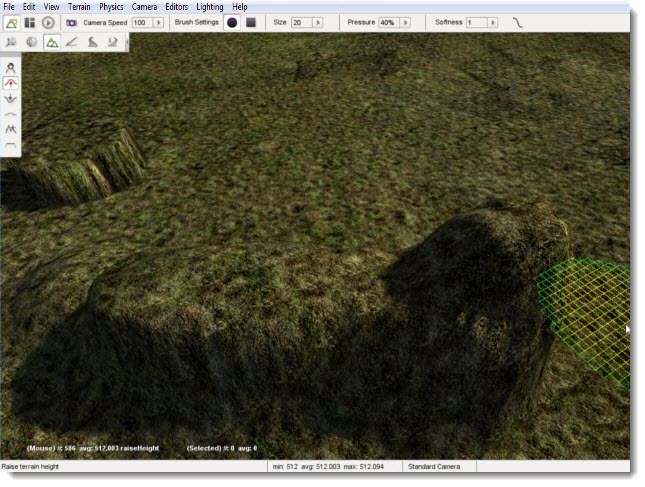 File Edit View Terrain Physics Camera Editors Lighting Help
Camera Speed 100 Brush Settings Size 20 Pressure 40% Softness 1
(Mouse) #: 586 avg: 512.003 raiseHeight (Selected) #: 0 avg: 0
Raise terrain height min: 512 avg: 512.003 max: 512.094 Standard Camera